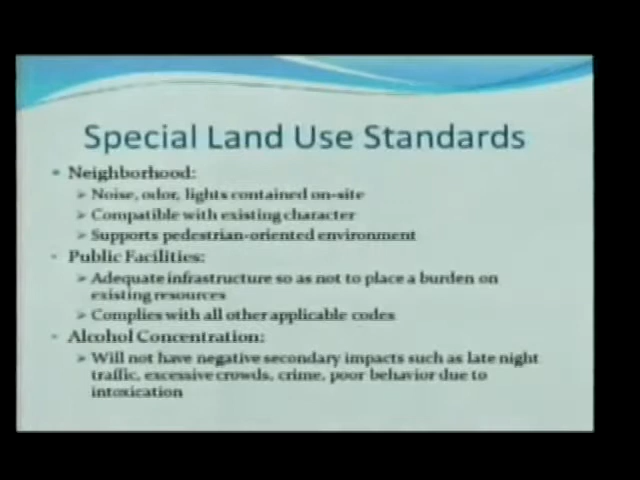 Special Land Use Standards
Neighborhood:
Noise, odor, lights contained on-site
Compatible with existing character
Supports pedestrian-oriented environment
Public Facilities:
Adequate infrastructure so as not to place a burden on
existing resources
Complies with all other applicable codes
Alcohol Concentration:
Will not have negative secondary impacts such as late night
traffic, excessive crowds, crime, poor behavior due to
intoxication